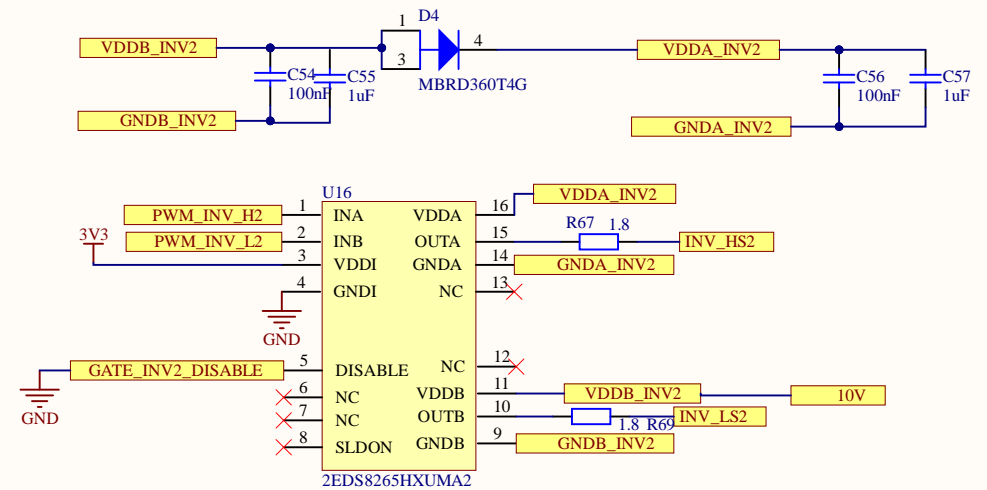 1
D4
VDDB_INV2
4
VDDA_INV2
3
C54
100nF
C55
1uF
MBRD360T4G
C56
100nF
C57
1uF
GNDB_INV2
GNDA_INV2
U16
VDDA_INV2
PWM_INV_H2
1
INA
VDDA
16
R67
1.8
3V3
PWM_INV_L2
2
INB
OUTA
15
INV_HS2
3
VDDI
GNDA
14
GNDA_INV2
4
GNDI
NC
13
GND
GATE_INV2_DISABLE
5
DISABLE
NC
12
6
NC
VDDB
11
VDDB_INV2
10V
GND
7
NC
OUTB
10
1.8
R69
INV_LS2
8
SLDON
GNDB
9
GNDB_INV2
2EDS8265HXUMA2